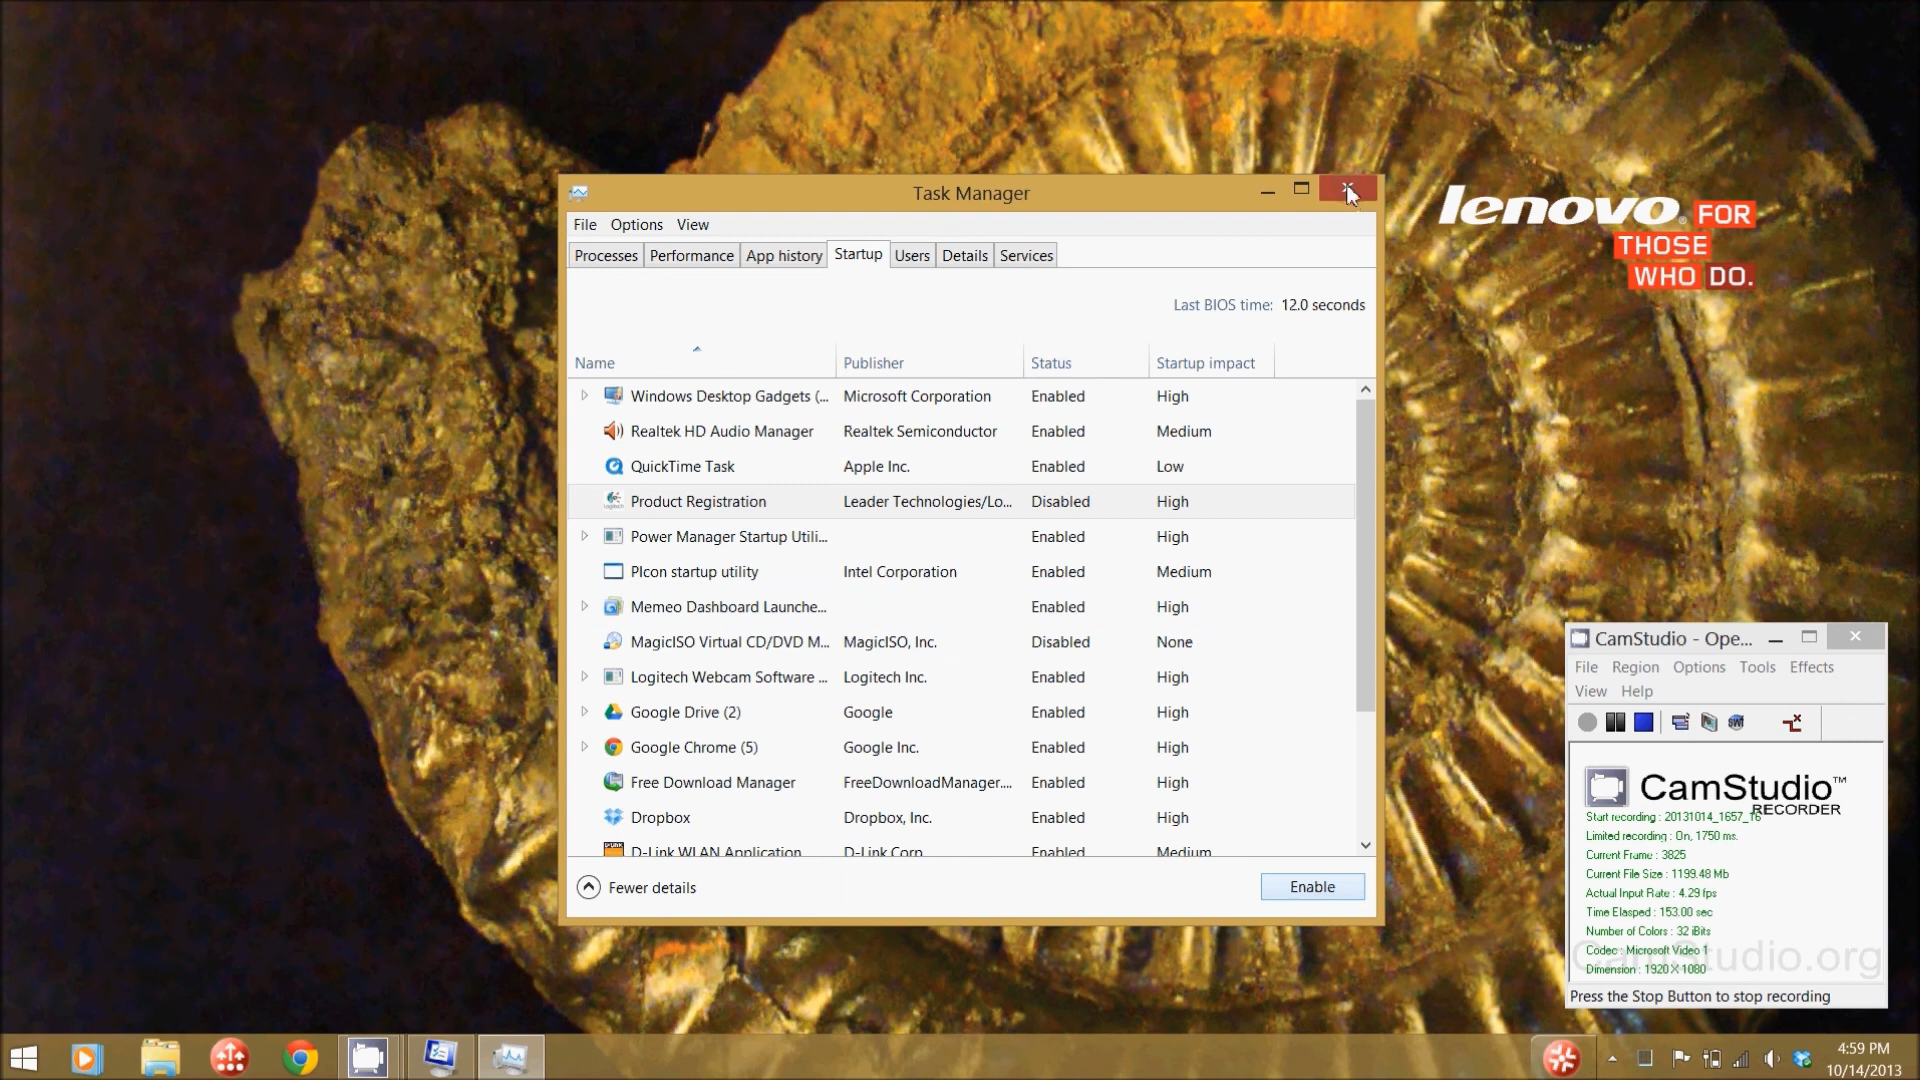 Task Manager
File Options View
Processes Performance App history Startup Users Details Services
Last BIOS time: 12.0 seconds
Name Publisher Status Startup impact
Windows Desktop Gadgets (... Microsoft Corporation Enabled High
Realtek HD Audio Manager Realtek Semiconductor Enabled Medium
QuickTime Task Apple Inc. Enabled Low
Product Registration Leader Technologies/Lo... Disabled High
Power Manager Startup Utili... Enabled High
PIcon startup utility Intel Corporation Enabled Medium
Memeo Dashboard Launche... Enabled High
MagicISO Virtual CD/DVD M... MagicISO, Inc. Disabled None
Logitech Webcam Software ... Logitech Inc. Enabled High
Google Drive (2) Google Enabled High
Google Chrome (5) Google Inc. Enabled High
Free Download Manager FreeDownloadManager.... Enabled High
Dropbox Dropbox, Inc. Enabled High
D-Link WLAN Application D-Link Corp Enabled Medium
Fewer details Enable
lenovo FOR
THOSE
WHO DO.
CamStudio - Ope...
File Region Options Tools Effects
View Help
CamStudio™
RECORDER
Start recording : 20131014_1657_16
Limited recording : On, 1750 ms.
Current Frame : 3825
Current File Size : 1199.48 Mb
Actual Input Rate : 4.29 fps
Time Elasped : 153.00 sec
Number of Colors : 32 iBits
Codec : Microsoft Video 1
Dimension : 1920 X 1080
CamStudio.org
Press the Stop Button to stop recording
4:59 PM
10/14/2013